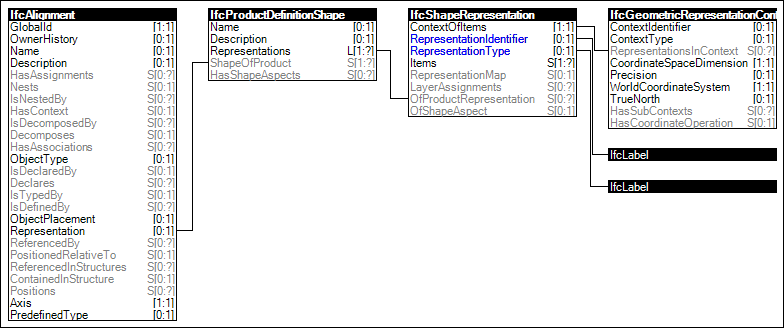 IfcAlignment
GlobalId [1:1]
OwnerHistory [0:1]
Name [0:1]
Description [0:1]
HasAssignments S[0:?]
Nests S[0:1]
IsNestedBy S[0:?]
HasContext S[0:1]
IsDecomposedBy S[0:?]
Decomposes S[0:1]
HasAssociations S[0:?]
ObjectType [0:1]
IsDeclaredBy S[0:1]
Declares S[0:?]
IsTypedBy S[0:1]
IsDefinedBy S[0:?]
ObjectPlacement [0:1]
Representation [0:1]
ReferencedBy S[0:?]
PositionedRelativeTo S[0:1]
ReferencedInStructures S[0:?]
ContainedInStructure S[0:1]
Positions S[0:?]
Axis [1:1]
PredefinedType [0:1]
IfcProductDefinitionShape
Name [0:1]
Description [0:1]
Representations L[1:?]
ShapeOfProduct S[1:?]
HasShapeAspects S[0:?]
IfcShapeRepresentation
ContextOfItems [1:1]
RepresentationIdentifier [0:1]
RepresentationType [0:1]
Items S[1:?]
RepresentationMap S[0:1]
LayerAssignments S[0:?]
OfProductRepresentation S[0:?]
OfShapeAspect S[0:1]
IfcGeometricRepresentationCont
ContextIdentifier [0:1]
ContextType [0:1]
RepresentationsInContext S[0:?]
CoordinateSpaceDimension [1:1]
Precision [0:1]
WorldCoordinateSystem [1:1]
TrueNorth [0:1]
HasSubContexts S[0:?]
HasCoordinateOperation S[0:1]
IfcLabel
IfcLabel